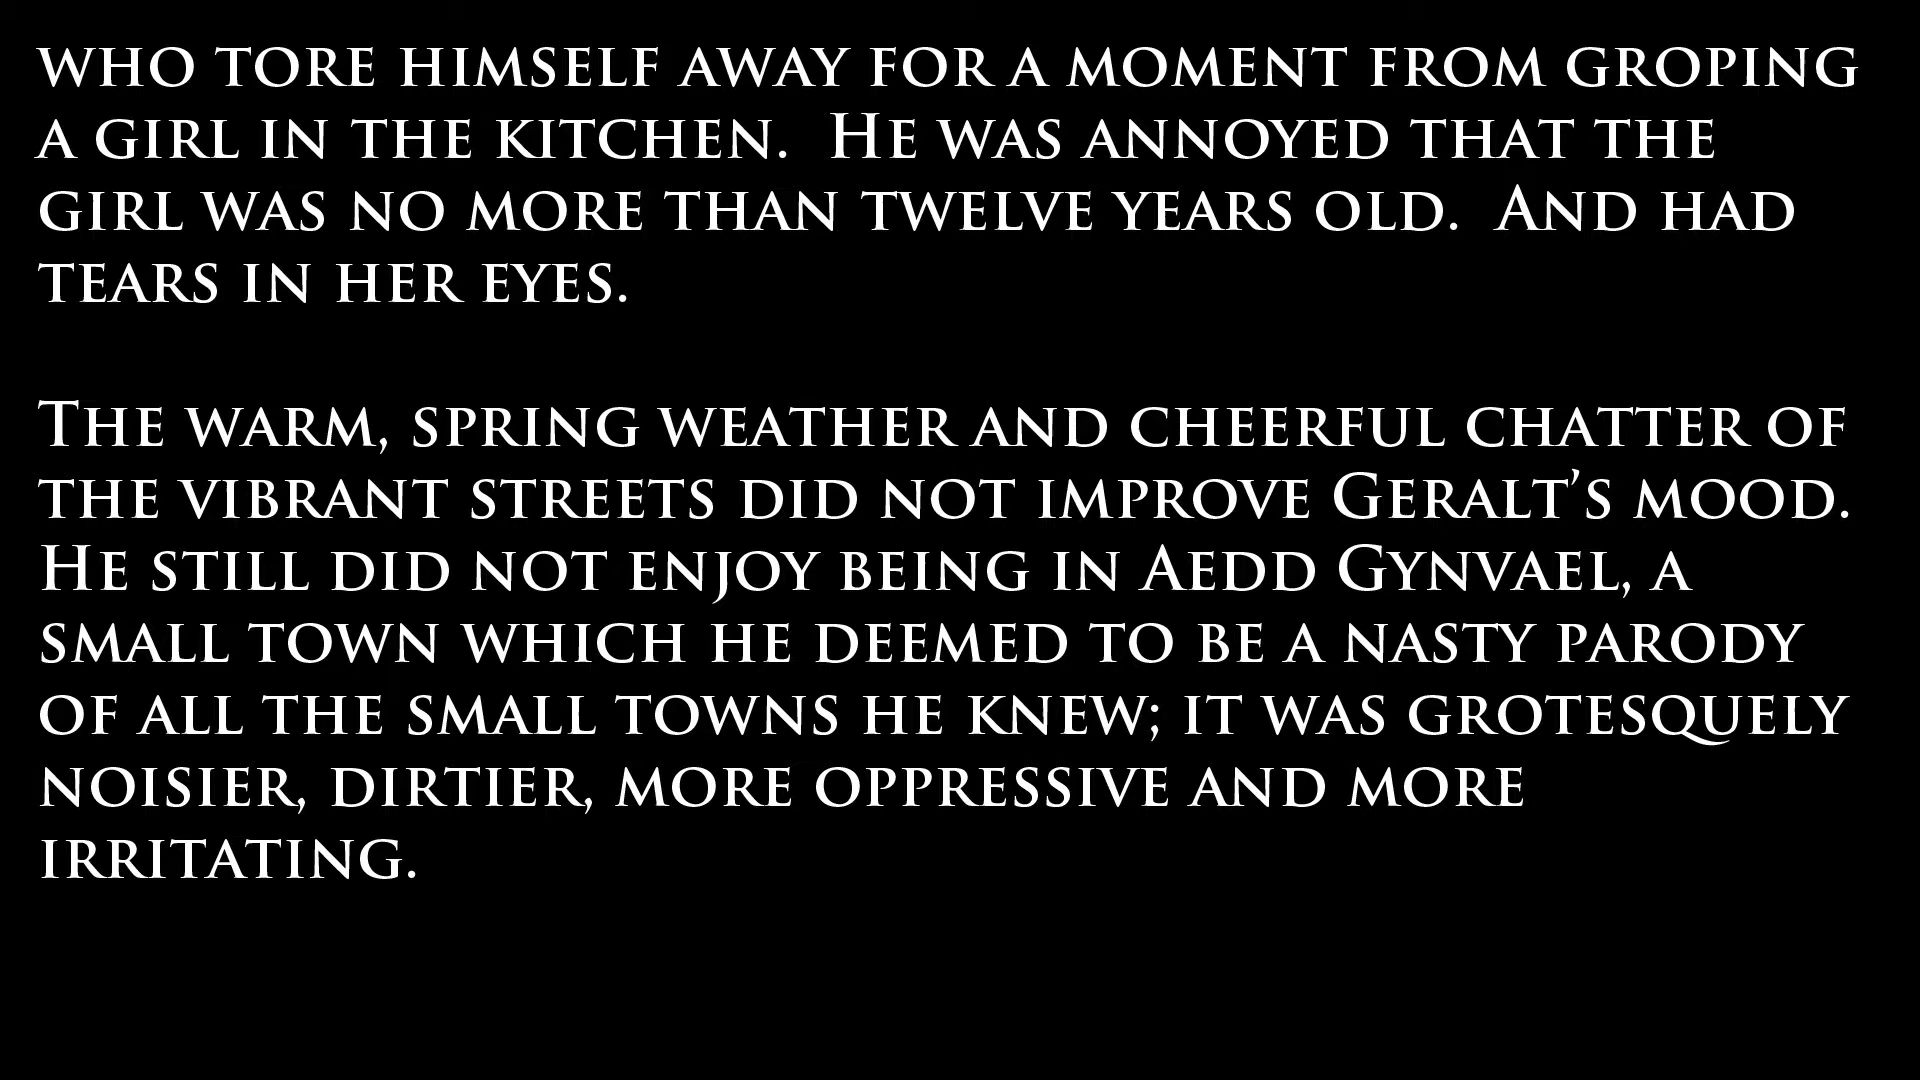 who tore himself away for a moment from groping
a girl in the kitchen.  He was annoyed that the
girl was no more than twelve years old.  And had
tears in her eyes.

The warm, spring weather and cheerful chatter of
the vibrant streets did not improve Geralt’s mood.
He still did not enjoy being in Aedd Gynvael, a
small town which he deemed to be a nasty parody
of all the small towns he knew; it was grotesquely
noisier, dirtier, more oppressive and more
irritating.